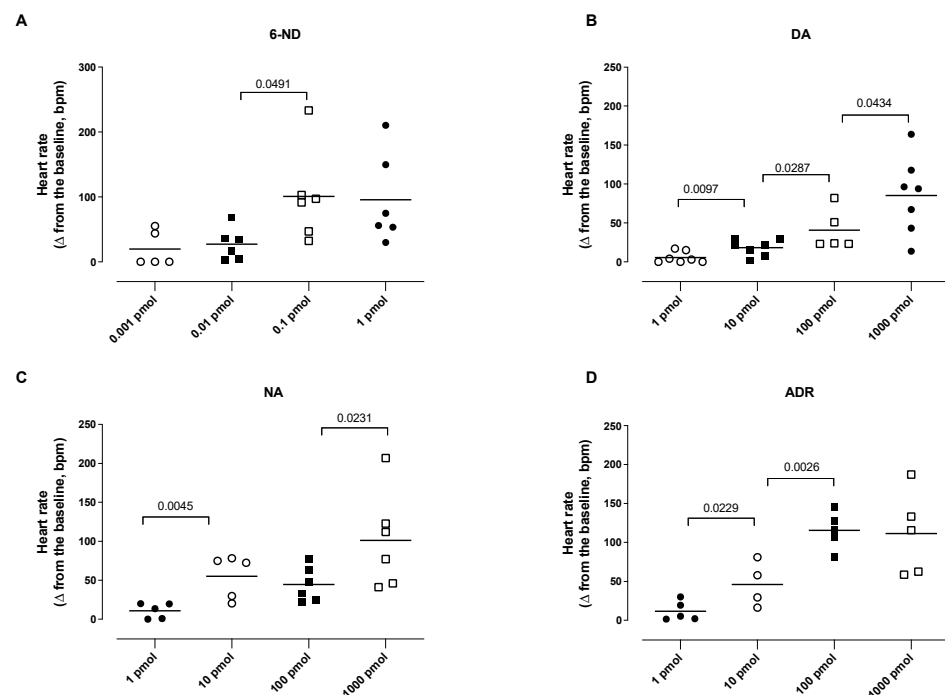 A
6-ND
Heart rate
(Δ from the baseline, bpm)
300
200
100
0
0.0491
0.001 pmol
0.01 pmol
0.1 pmol
1 pmol
B
DA
Heart rate
(Δ from the baseline, bpm)
250
200
150
100
50
0
0.0097
0.0287
0.0434
1 pmol
10 pmol
100 pmol
1000 pmol
C
NA
Heart rate
(Δ from the baseline, bpm)
250
200
150
100
50
0
0.0045
0.0231
1 pmol
10 pmol
100 pmol
1000 pmol
D
ADR
Heart rate
(Δ from the baseline, bpm)
250
200
150
100
50
0
0.0229
0.0026
1 pmol
10 pmol
100 pmol
1000 pmol